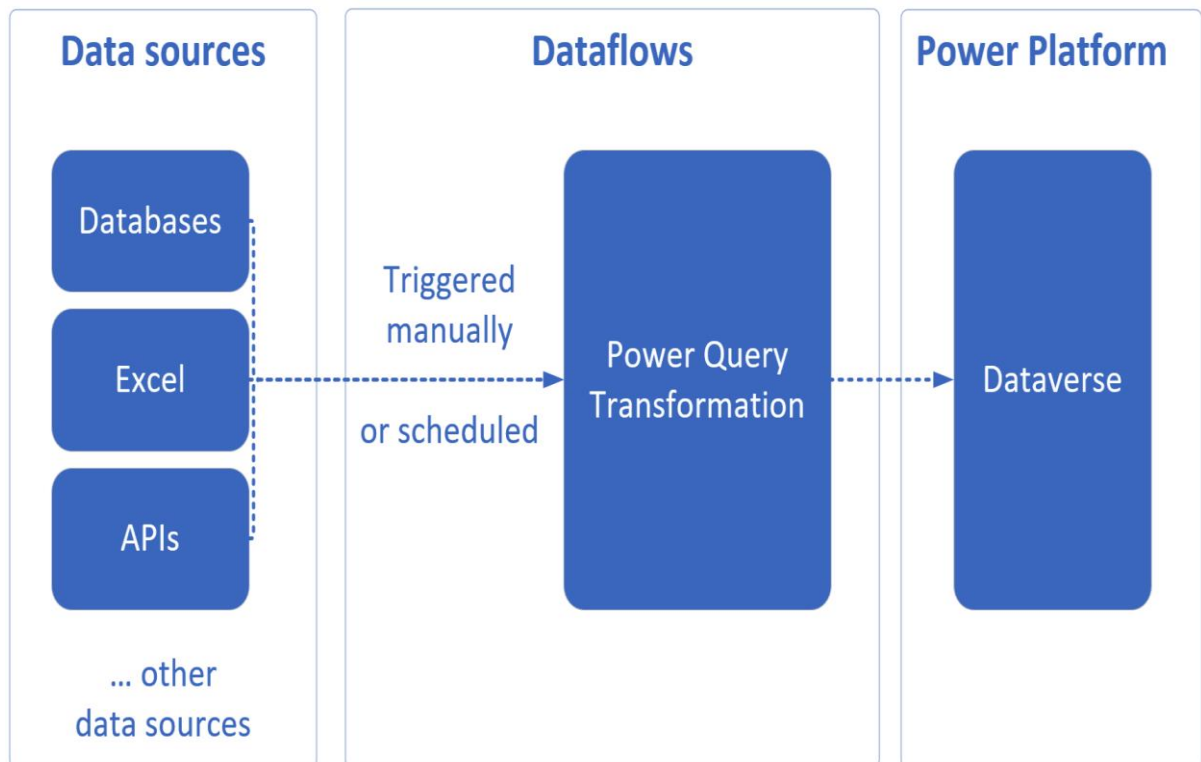 Data sources
Dataflows
Power Platform
Databases
Excel
APIs
... other
data sources
Triggered
manually
or scheduled
Power Query
Transformation
Dataverse